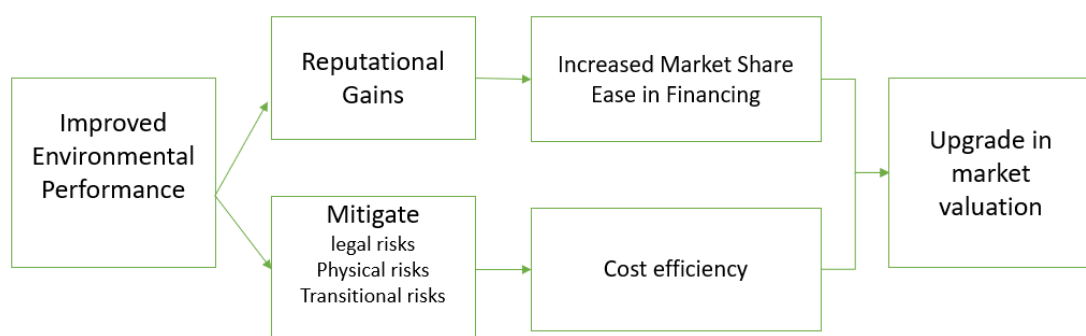 Improved
Environmental
Performance
Reputational
Gains
Increased Market Share
Ease in Financing
Mitigate
legal risks
Physical risks
Transitional risks
Cost efficiency
Upgrade in
market
valuation